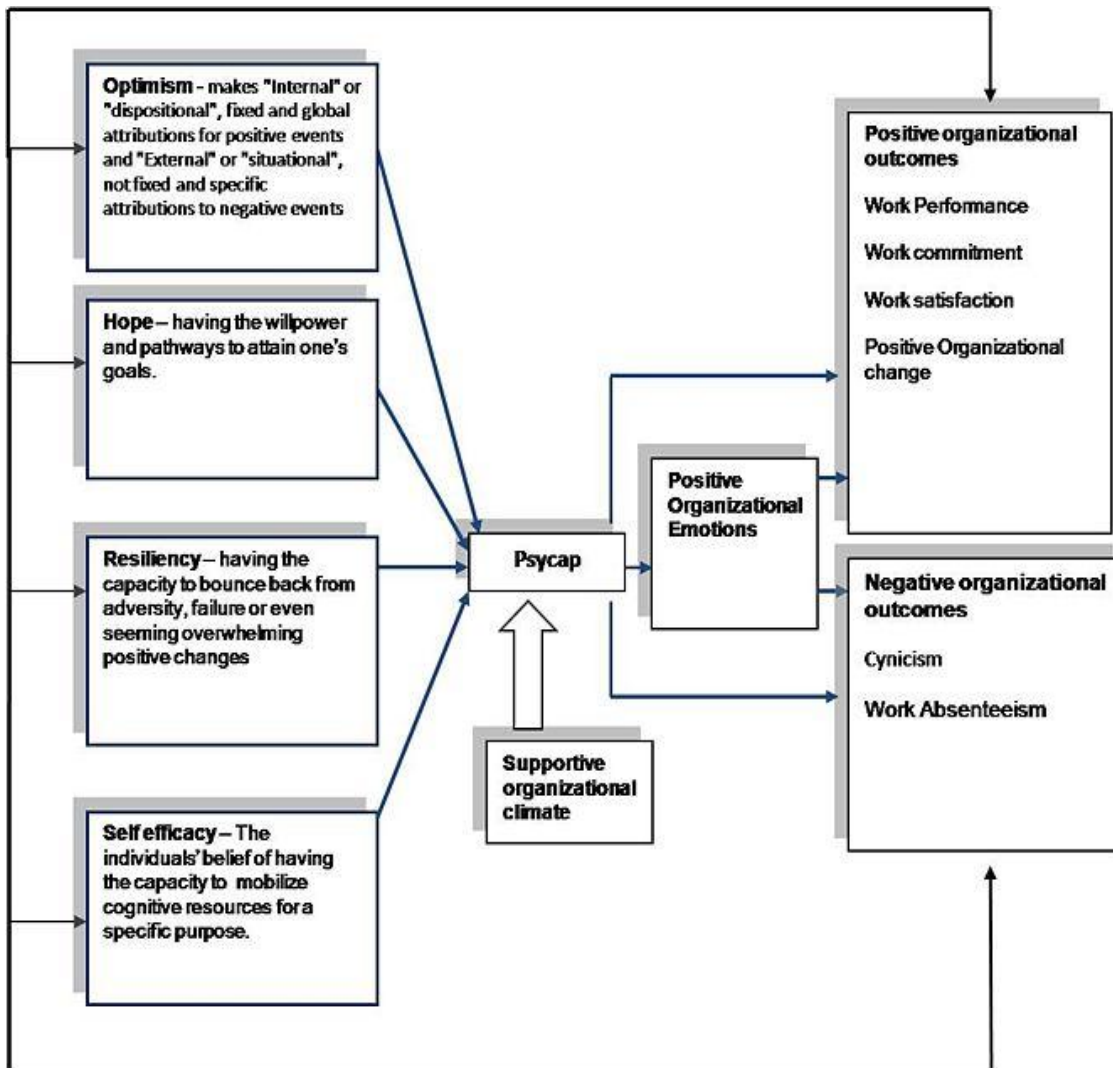 Optimism - makes "Internal" or
"dispositional", fixed and global
attributions for positive events
and "External" or "situational",
not fixed and specific
attributions to negative events
Hope – having the willpower
and pathways to attain one's
goals.
Resiliency – having the
capacity to bounce back from
adversity, failure or even
seeming overwhelming
positive changes
Self efficacy – The
individuals' belief of having
the capacity to mobilize
cognitive resources for a
specific purpose.
Psycap
Supportive
organizational
climate
Positive
Organizational
Emotions
Positive organizational
outcomes
Work Performance
Work commitment
Work satisfaction
Positive Organizational
change
Negative organizational
outcomes
Cynicism
Work Absenteeism